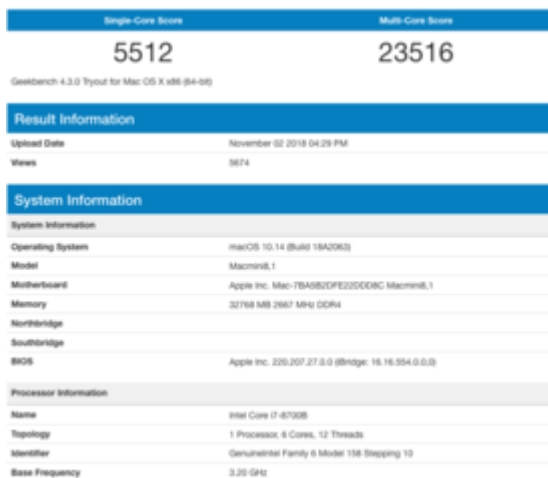 Single-Core Score Multi-Core Score
5512 23516
Geekbench 4.3.0 Tryout for Mac OS X x86 (64-bit)
Result Information
Upload Date November 02 2018 04:29 PM
Views 5674
System Information
System Information
Operating System macOS 10.14 (Build 18A2063)
Model Macmini8,1
Motherboard Apple Inc. Mac-7BA5B2DFE22DDD8C Macmini8,1
Memory 32768 MB 2667 MHz DDR4
Northbridge
Southbridge
BIOS Apple Inc. 220.207.27.0.0 (iBridge: 16.16.554.0.0,0)
Processor Information
Name Intel Core i7-8700B
Topology 1 Processor, 6 Cores, 12 Threads
Identifier GenuineIntel Family 6 Model 158 Stepping 10
Base Frequency 3.20 GHz